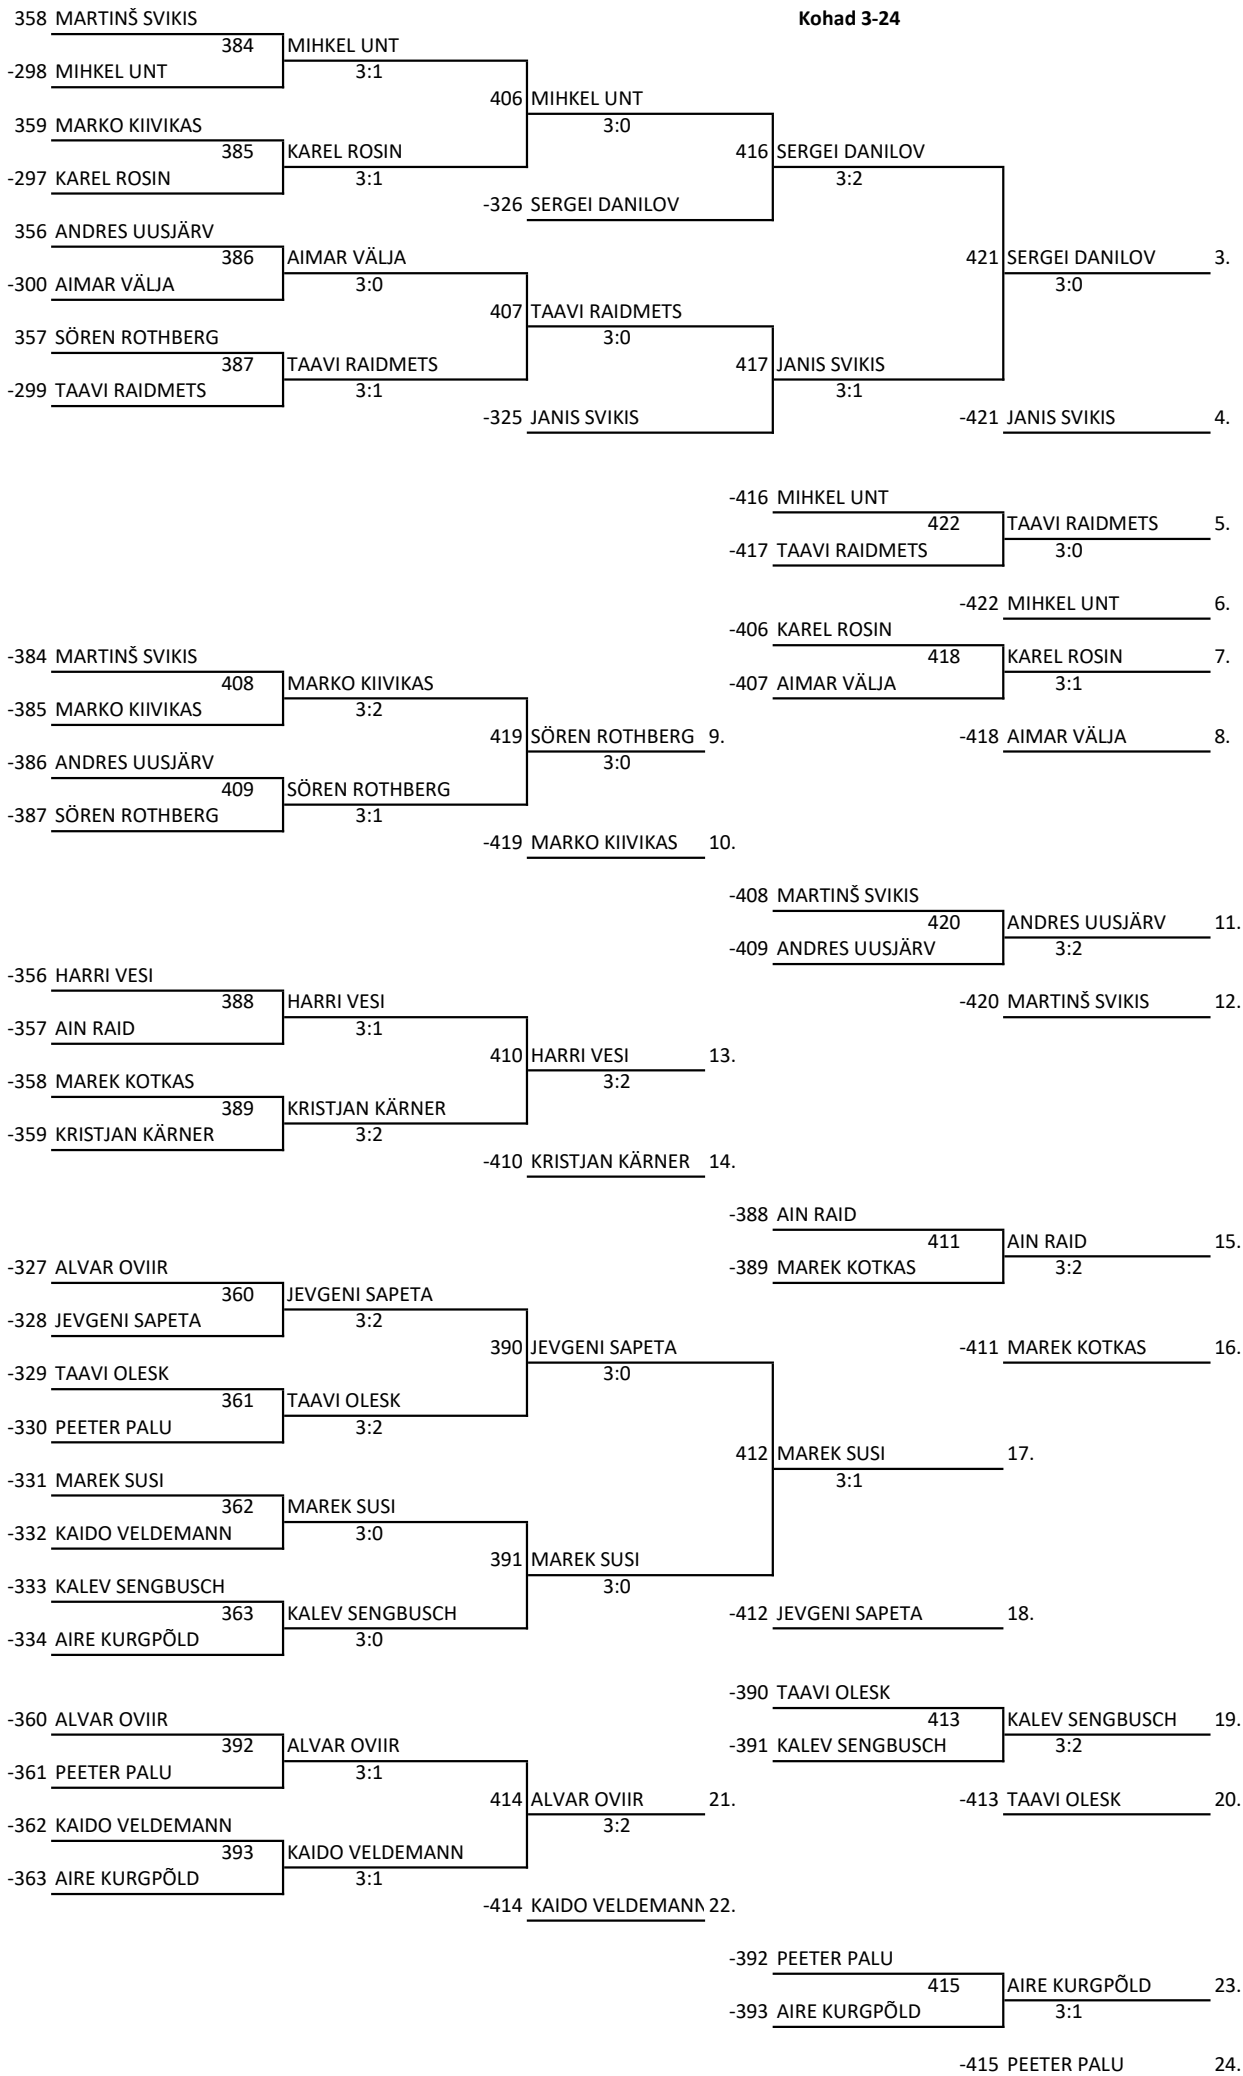 358 MARTINŠ SVIKIS Kohad 3-24
384 MIHKEL UNT
-298 MIHKEL UNT 3:1
406 MIHKEL UNT
359 MARKO KIIVIKAS 3:0
385 KAREL ROSIN 416 SERGEI DANILOV
-297 KAREL ROSIN 3:1 3:2
-326 SERGEI DANILOV
356 ANDRES UUSJÄRV
386 AIMAR VÄLJA 421 SERGEI DANILOV 3.
-300 AIMAR VÄLJA 3:0 3:0
407 TAAVI RAIDMETS
357 SÖREN ROTHBERG 3:0
387 TAAVI RAIDMETS 417 JANIS SVIKIS
-299 TAAVI RAIDMETS 3:1 3:1
-325 JANIS SVIKIS -421 JANIS SVIKIS 4.
-416 MIHKEL UNT
422 TAAVI RAIDMETS 5.
-417 TAAVI RAIDMETS 3:0
-422 MIHKEL UNT 6.
-406 KAREL ROSIN
-384 MARTINŠ SVIKIS 418 KAREL ROSIN 7.
408 MARKO KIIVIKAS -407 AIMAR VÄLJA 3:1
-385 MARKO KIIVIKAS 3:2
419 SÖREN ROTHBERG 9. -418 AIMAR VÄLJA 8.
-386 ANDRES UUSJÄRV 3:0
409 SÖREN ROTHBERG
-387 SÖREN ROTHBERG 3:1
-419 MARKO KIIVIKAS 10.
-408 MARTINŠ SVIKIS
420 ANDRES UUSJÄRV 11.
-409 ANDRES UUSJÄRV 3:2
-356 HARRI VESI
388 HARRI VESI -420 MARTINŠ SVIKIS 12.
-357 AIN RAID 3:1
410 HARRI VESI 13.
-358 MAREK KOTKAS 3:2
389 KRISTJAN KÄRNER
-359 KRISTJAN KÄRNER 3:2
-410 KRISTJAN KÄRNER 14.
-388 AIN RAID
411 AIN RAID 15.
-327 ALVAR OVIIR -389 MAREK KOTKAS 3:2
360 JEVGENI SAPETA
-328 JEVGENI SAPETA 3:2
390 JEVGENI SAPETA -411 MAREK KOTKAS 16.
-329 TAAVI OLESK 3:0
361 TAAVI OLESK
-330 PEETER PALU 3:2
412 MAREK SUSI 17.
-331 MAREK SUSI 3:1
362 MAREK SUSI
-332 KAIDO VELDEMANN 3:0
391 MAREK SUSI
-333 KALEV SENGBUSCH 3:0
363 KALEV SENGBUSCH -412 JEVGENI SAPETA 18.
-334 AIRE KURGPÕLD 3:0
-390 TAAVI OLESK
-360 ALVAR OVIIR 413 KALEV SENGBUSCH 19.
392 ALVAR OVIIR -391 KALEV SENGBUSCH 3:2
-361 PEETER PALU 3:1
414 ALVAR OVIIR 21. -413 TAAVI OLESK 20.
-362 KAIDO VELDEMANN 3:2
393 KAIDO VELDEMANN
-363 AIRE KURGPÕLD 3:1
-414 KAIDO VELDEMANN 22.
-392 PEETER PALU
415 AIRE KURGPÕLD 23.
-393 AIRE KURGPÕLD 3:1
-415 PEETER PALU 24.